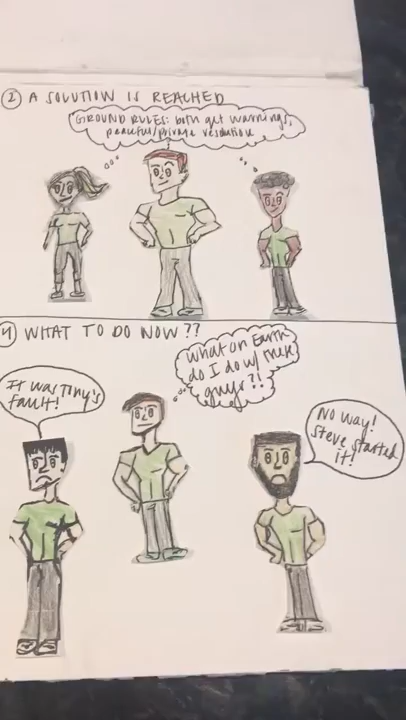 ② A SOLUTION IS REACHED
GROUND RULES: both get warnings,
peaceful/private resolution
④ WHAT TO DO NOW??
It was Tiny's
fault!
What on Earth
do I do w/ these
guys?!
No way!
Steve started
it!